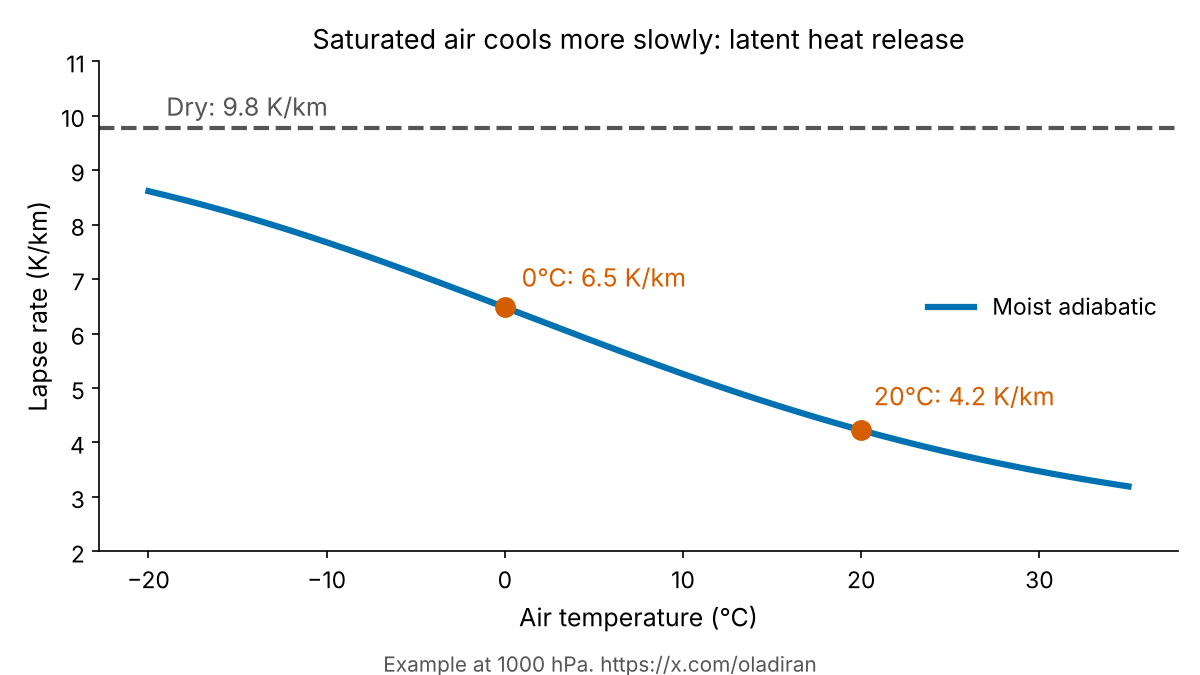 Saturated air cools more slowly: latent heat release
11
10
9
8
7
6
5
4
3
2
Lapse rate (K/km)
Dry: 9.8 K/km
0°C: 6.5 K/km
Moist adiabatic
20°C: 4.2 K/km
−20
−10
0
10
20
30
Air temperature (°C)
Example at 1000 hPa. https://x.com/oladiran